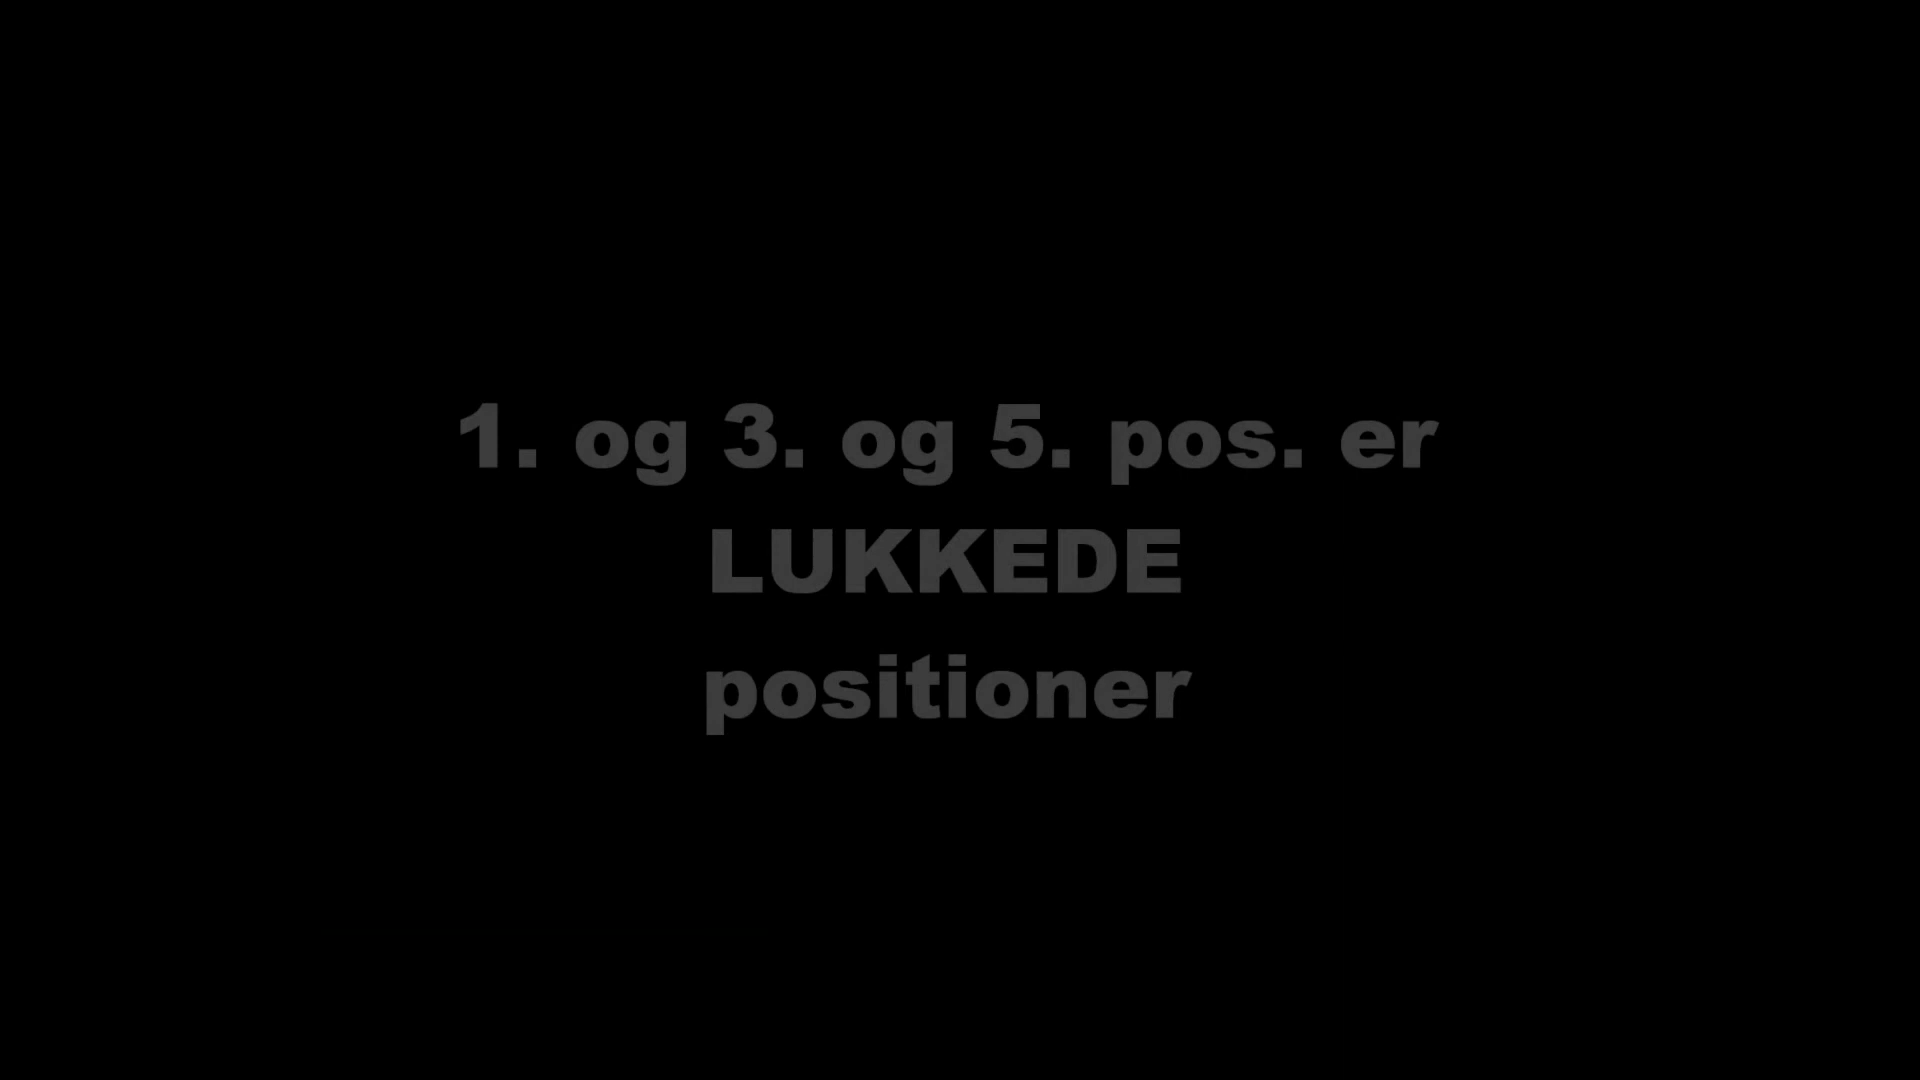 1. og 3. og 5. pos. er
LUKKEDE
positioner